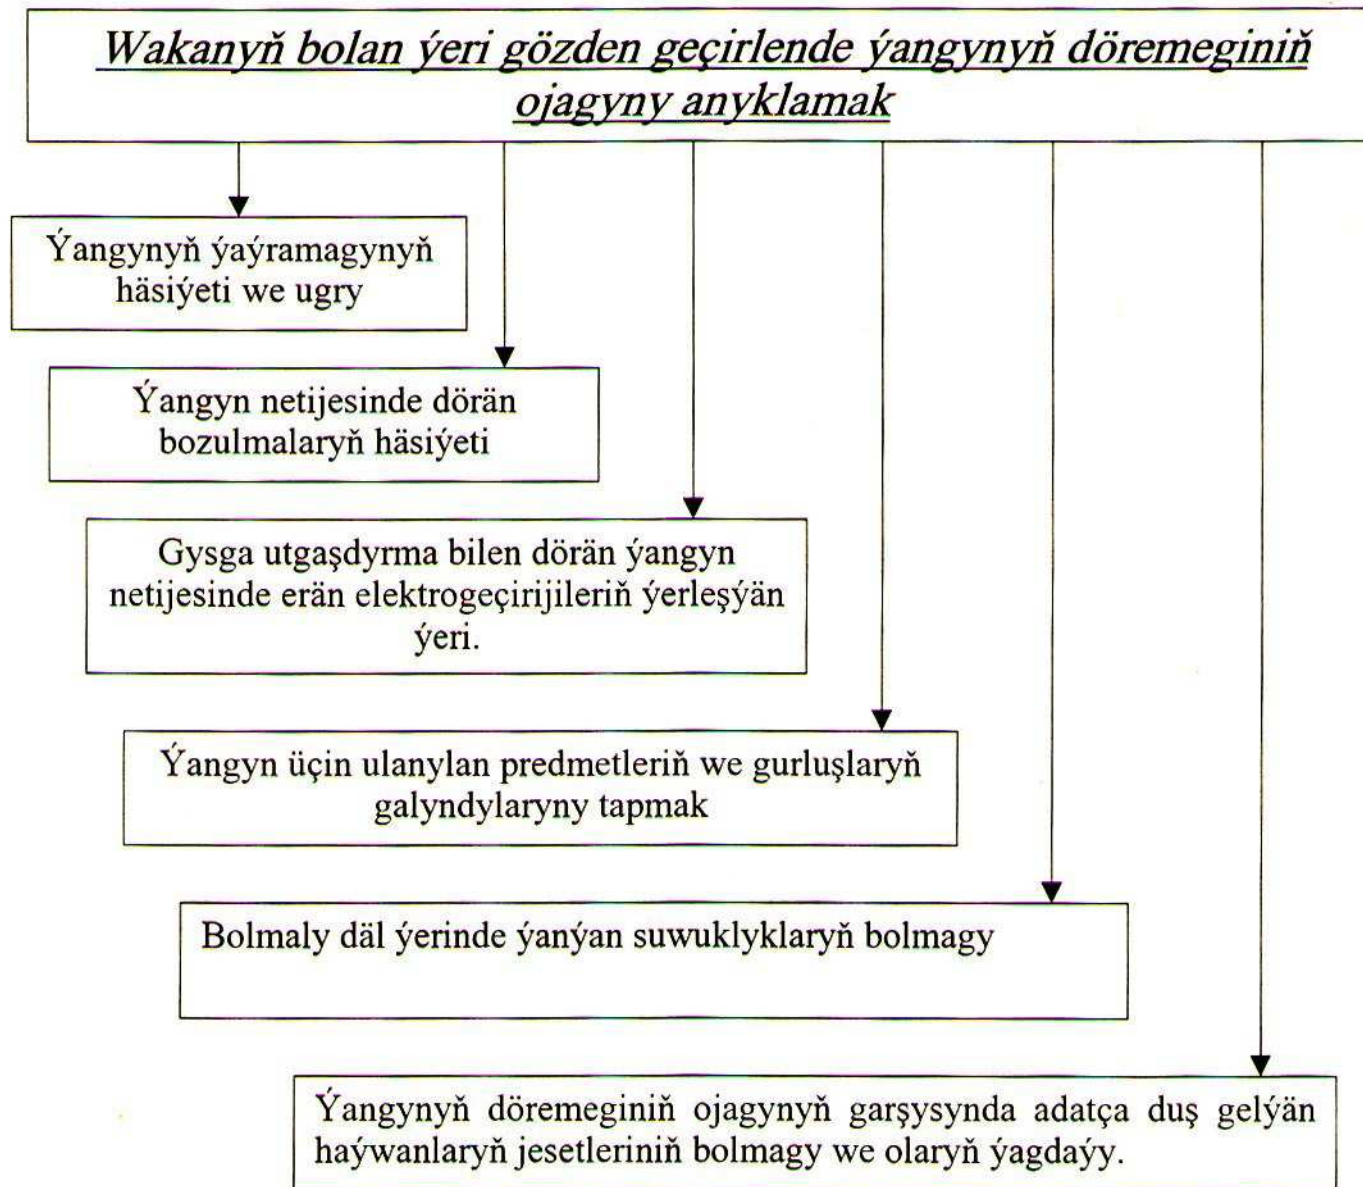 Wakanyň bolan ýeri gözden geçirlende ýangynyň döremeginiň
ojagyny anyklamak
Ýangynyň ýaýramagynyň
häsiýeti we ugry
Ýangyn netijesinde dörän
bozulmalaryň häsiýeti
Gysga utgaşdyrma bilen dörän ýangyn
netijesinde erän elektrogeçirijileriň ýerleşýän
ýeri.
Ýangyn üçin ulanylan predmetleriň we gurluşlaryň
galyndylaryny tapmak
Bolmaly däl ýerinde ýanýan suwuklyklaryň bolmagy
Ýangynyň döremeginiň ojagynyň garşysynda adatça duş gelýän
haýwanlaryň jesetleriniň bolmagy we olaryň ýagdaýy.